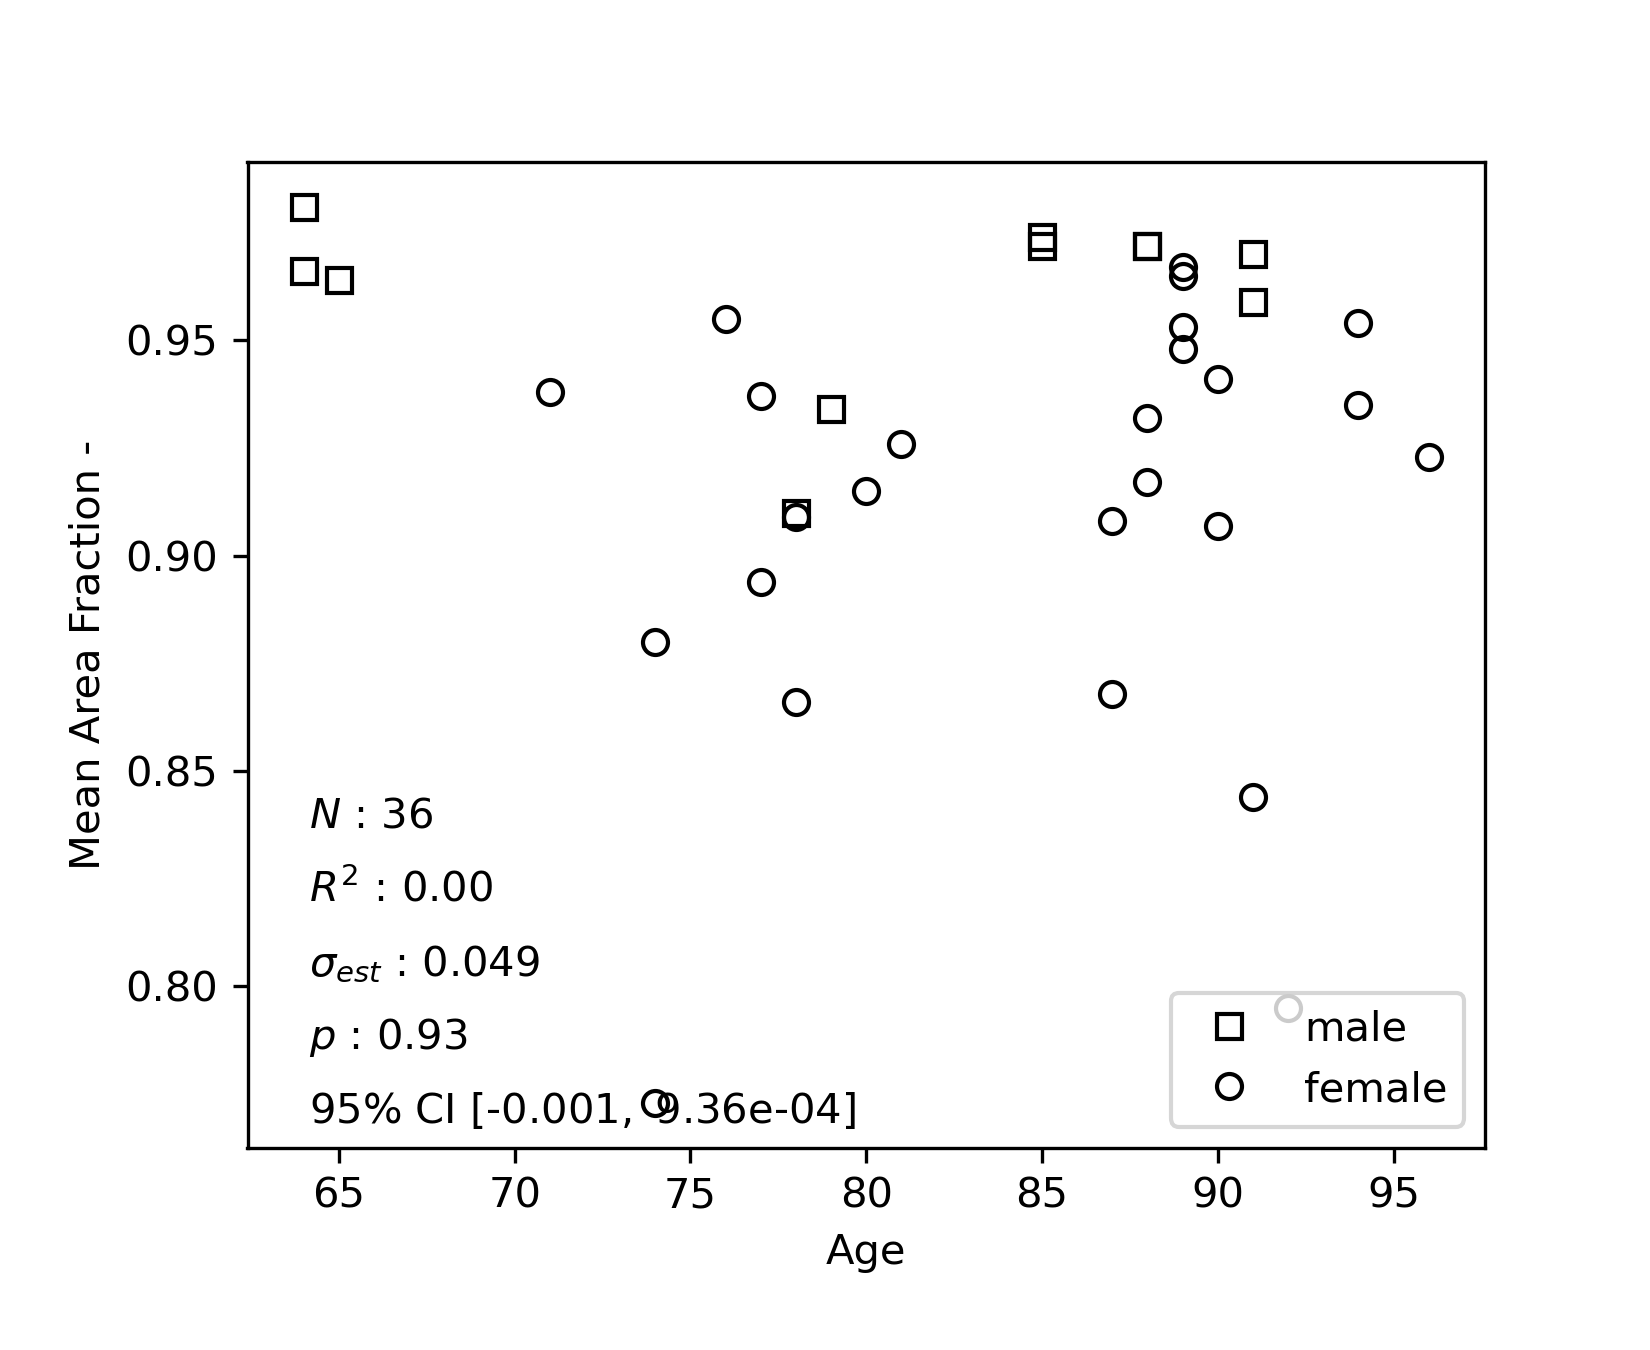 Mean Area Fraction -
0.95
0.90
0.85
0.80
N : 36
R² : 0.00
σest : 0.049
p : 0.93
95% CI [-0.001, 9.36e-04]
male
female
65 70 75 80 85 90 95
Age